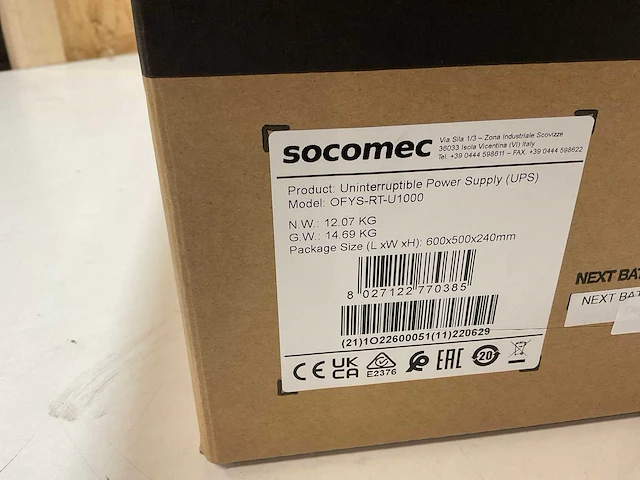 socomec
Via Sila 1/3 – Zona Industriale Scovizze
36033 Isola Vicentina (VI) Italy
Tel. +39 0444 598611 – FAX. +39 0444 598622
Product: Uninterruptible Power Supply (UPS)
Model: OFYS-RT-U1000
N.W.: 12.07 KG
G.W.: 14.69 KG
Package Size (L xW xH): 600x500x240mm
8 027122 770385
(21)1O22600051(11)220629
CE UK CA E2376 EAC 20
NEXT BAT
NEXT BAT